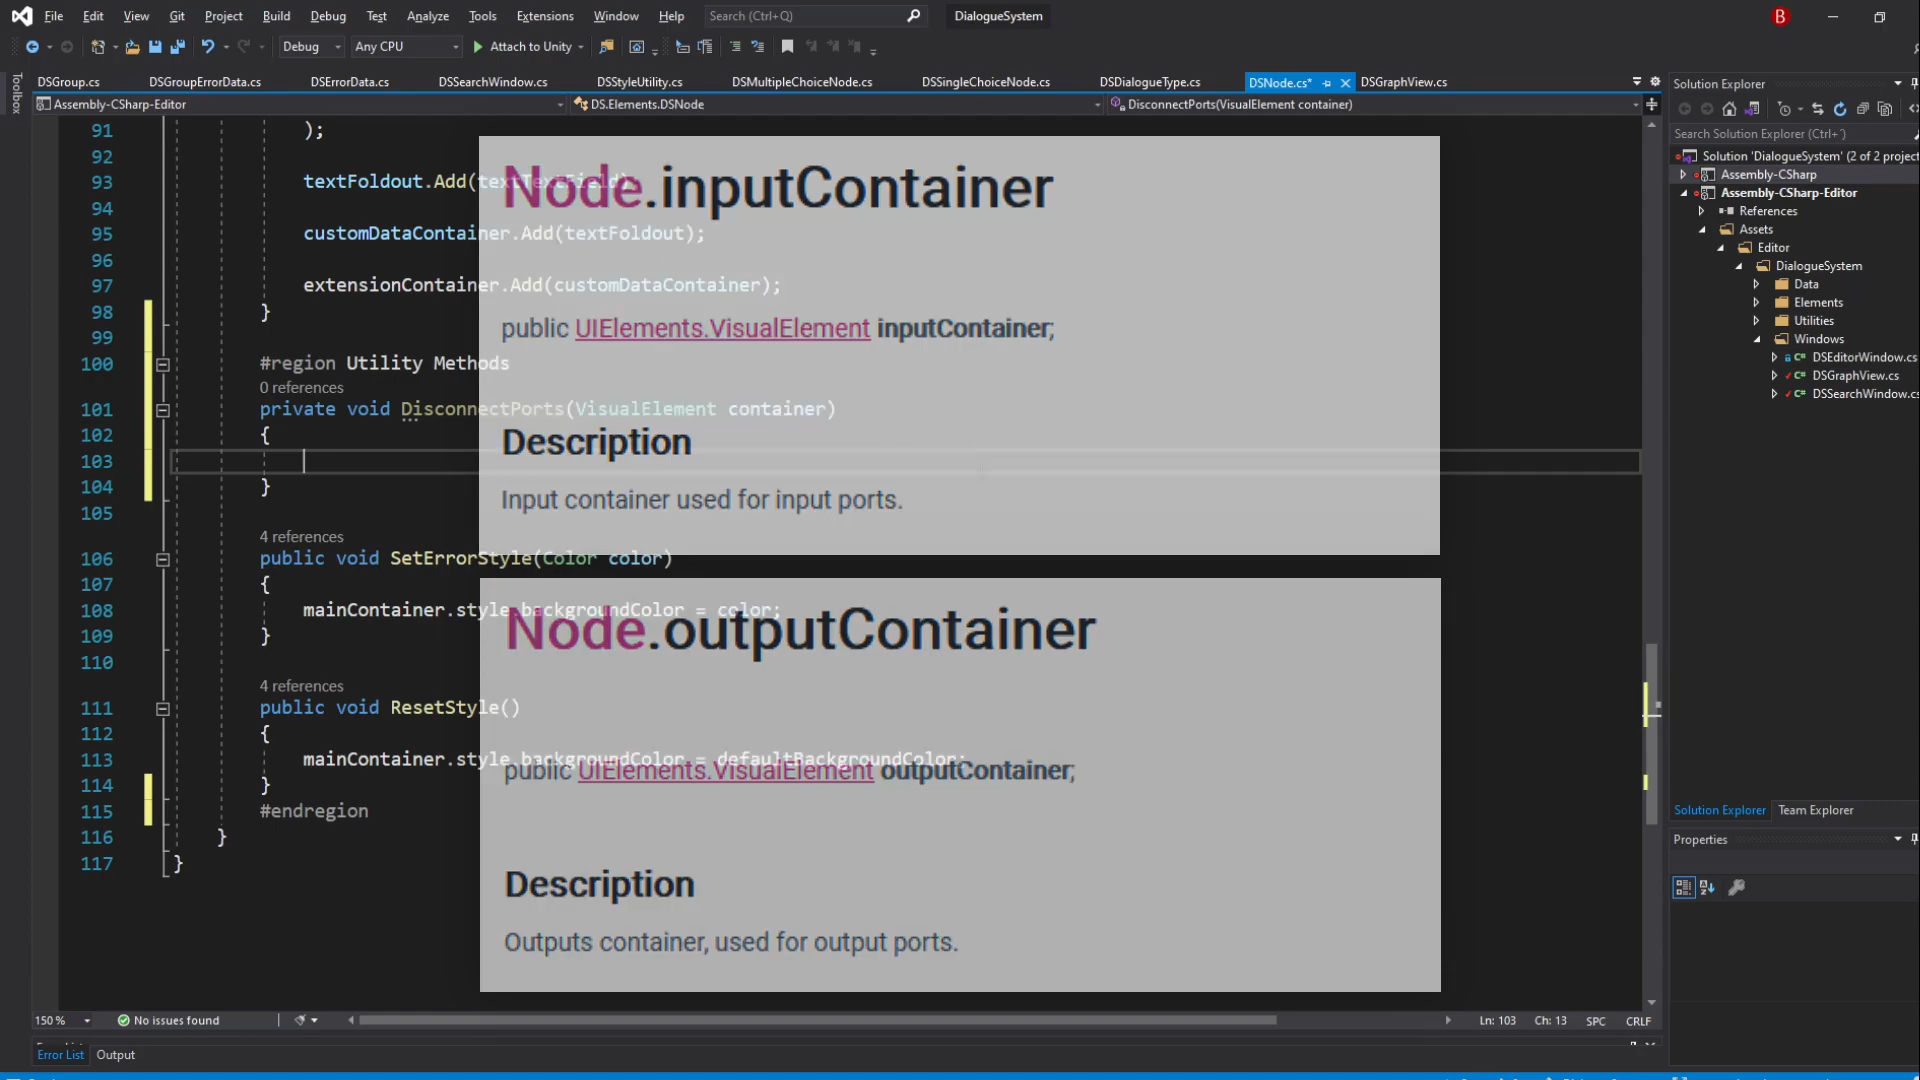 File Edit View Git Project Build Debug Test Analyze Tools Extensions Window Help Search (Ctrl+Q) DialogueSystem B
Debug Any CPU Attach to Unity
Toolbox
DSGroup.cs DSGroupErrorData.cs DSErrorData.cs DSSearchWindow.cs DSStyleUtility.cs DSMultipleChoiceNode.cs DSSingleChoiceNode.cs DSDialogueType.cs DSNode.cs* DSGraphView.cs
Assembly-CSharp-Editor DS.Elements.DSNode DisconnectPorts(VisualElement container)
91 );
92
93 textFoldout.Add(textTextField);
94
95 customDataContainer.Add(textFoldout);
96
97 extensionContainer.Add(customDataContainer);
98 }
99
100 #region Utility Methods
0 references
101 private void DisconnectPorts(VisualElement container)
102 {
103
104 }
105
4 references
106 public void SetErrorStyle(Color color)
107 {
108 mainContainer.style.backgroundColor = color;
109 }
110
4 references
111 public void ResetStyle()
112 {
113 mainContainer.style.backgroundColor = defaultBackgroundColor;
114 }
115 #endregion
116 }
117 }
Node.inputContainer
public UIElements.VisualElement inputContainer;
Description
Input container used for input ports.
Node.outputContainer
public UIElements.VisualElement outputContainer;
Description
Outputs container, used for output ports.
150 % No issues found Ln: 103 Ch: 13 SPC CRLF
Error List Output
Solution Explorer
Search Solution Explorer (Ctrl+`)
Solution 'DialogueSystem' (2 of 2 project
Assembly-CSharp
Assembly-CSharp-Editor
References
Assets
Editor
DialogueSystem
Data
Elements
Utilities
Windows
DSEditorWindow.cs
DSGraphView.cs
DSSearchWindow.cs
Solution Explorer Team Explorer
Properties